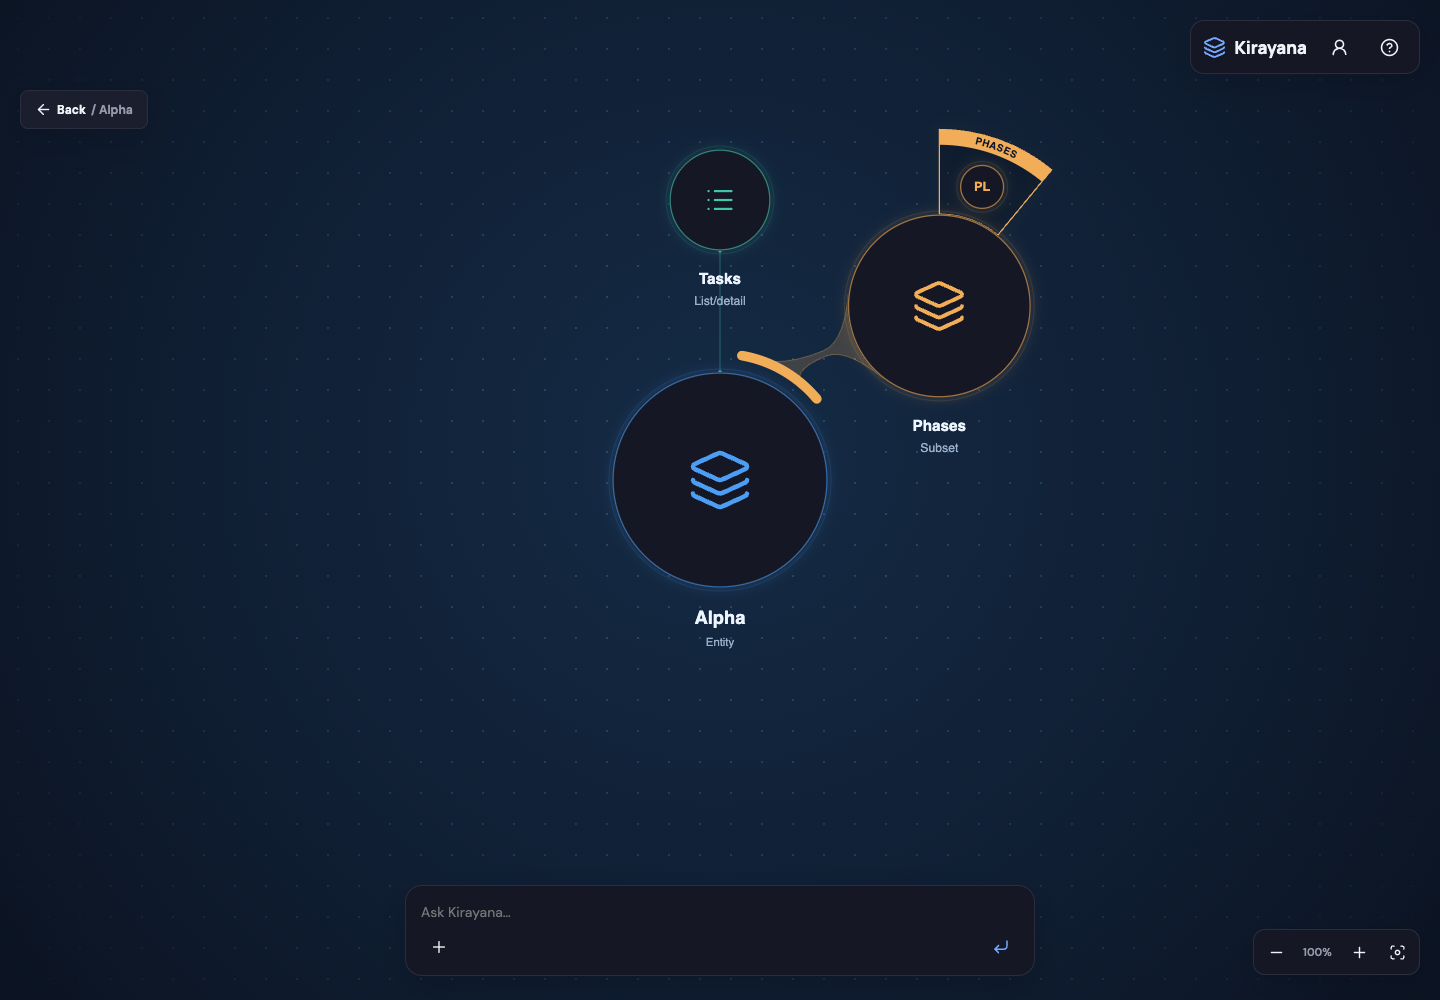 Kirayana
Back / Alpha
PHASES
PL
Tasks
List/detail
Phases
Subset
Alpha
Entity
Ask Kirayana...
100%